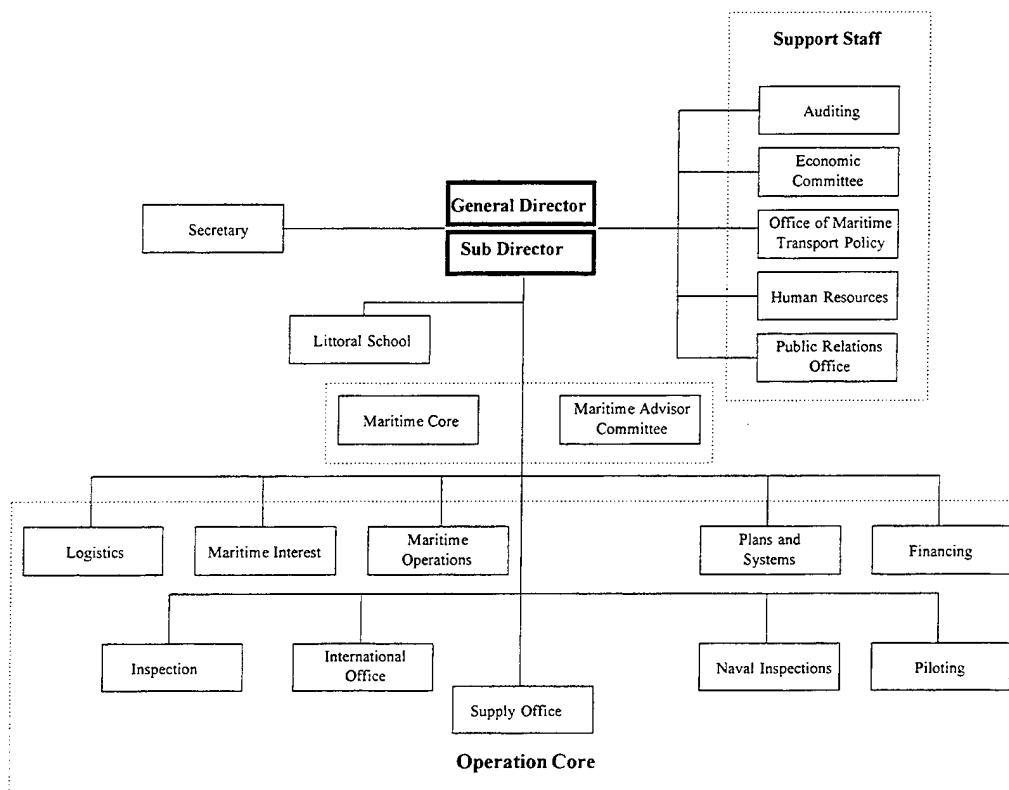 Support Staff
Auditing
Economic
Committee
General Director
Secretary
Office of Maritime
Transport Policy
Sub Director
Human Resources
Littoral School
Public Relations
Office
Maritime Core
Maritime Advisor
Committee
Logistics
Maritime Interest
Maritime
Operations
Plans and
Systems
Financing
Inspection
International
Office
Naval Inspections
Piloting
Supply Office
Operation Core